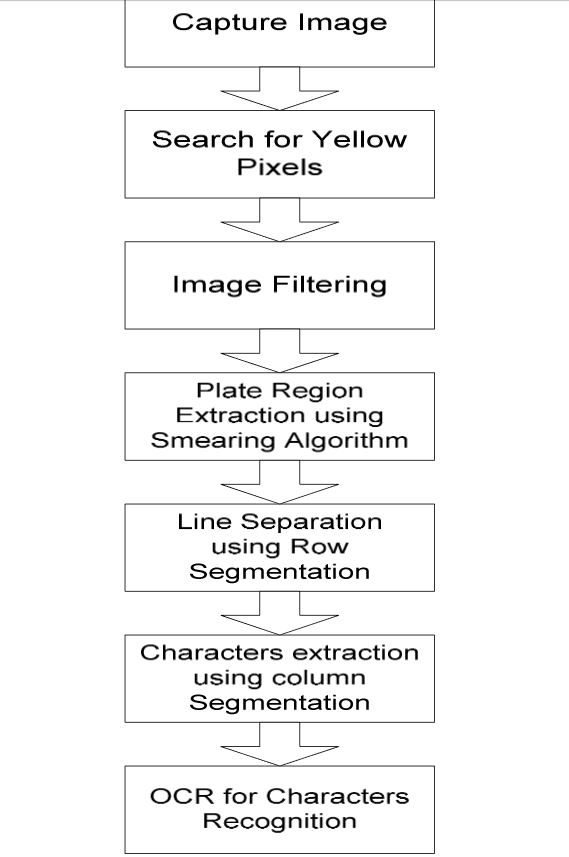 Capture Image
Search for Yellow
Pixels
Image Filtering
Plate Region
Extraction using
Smearing Algorithm
Line Separation
using Row
Segmentation
Characters extraction
using column
Segmentation
OCR for Characters
Recognition